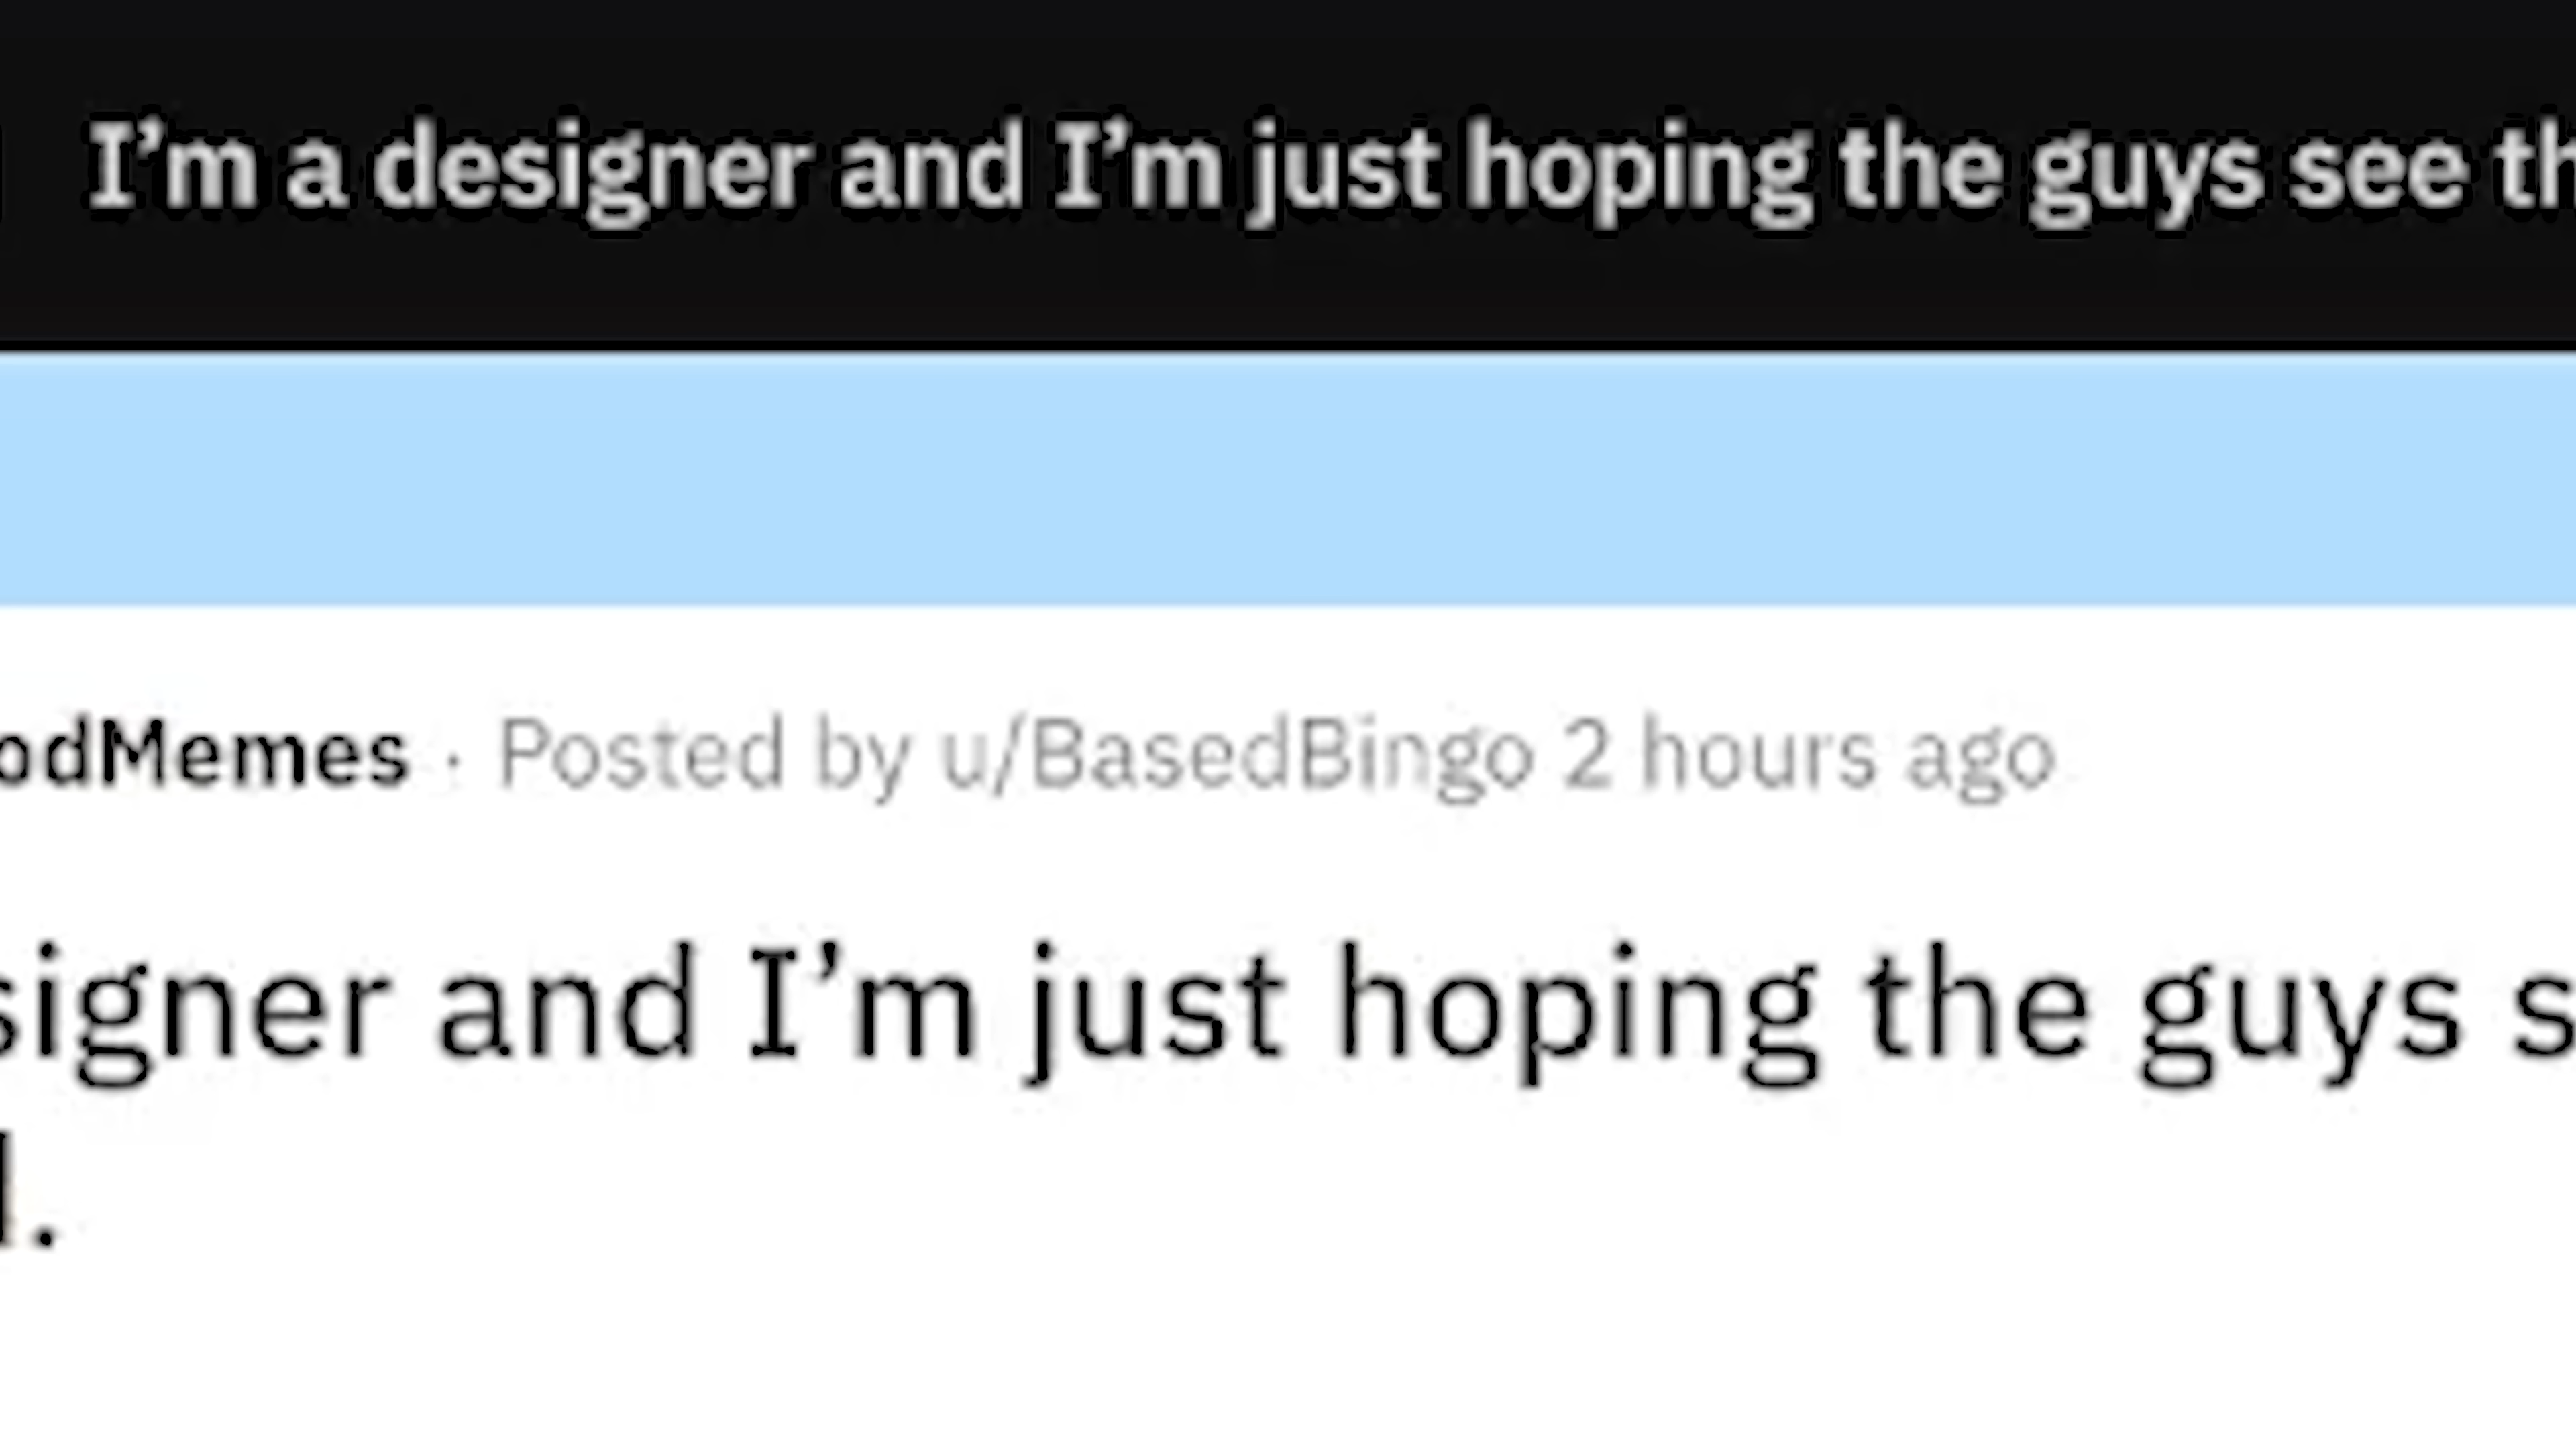 I’m a designer and I’m just hoping the guys see th
odMemes · Posted by u/BasedBingo 2 hours ago
signer and I’m just hoping the guys s
.